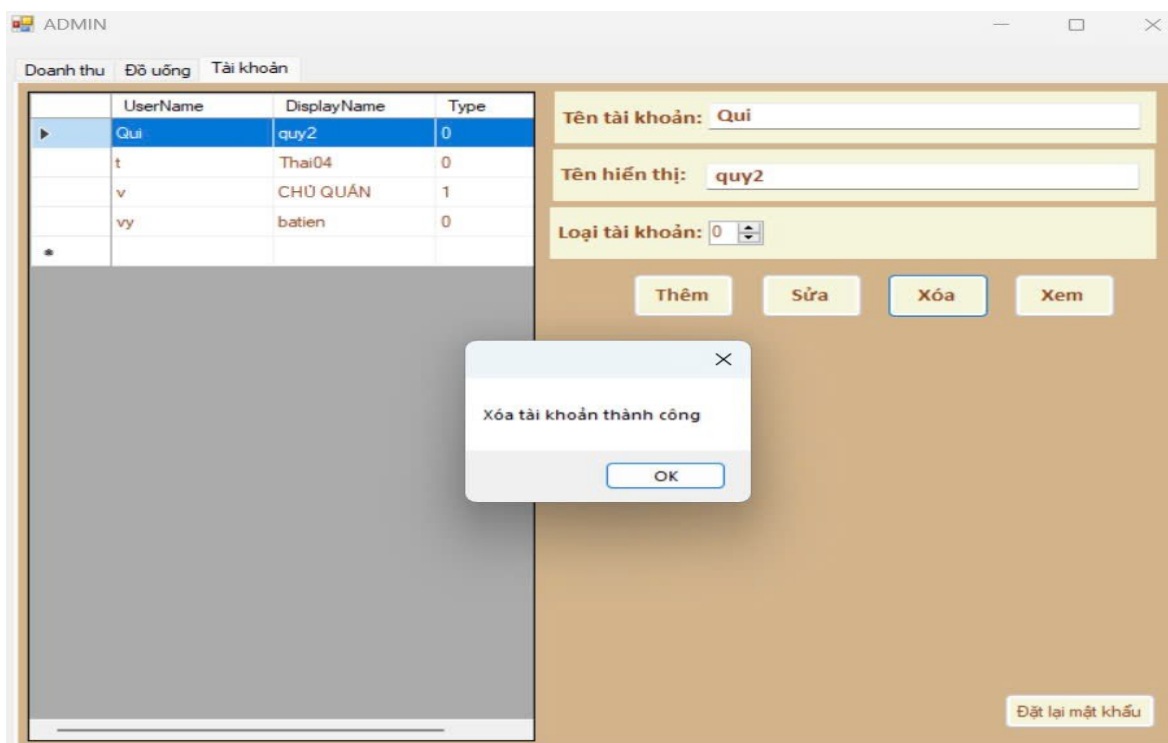 ADMIN
Doanh thu Đồ uống Tài khoản
UserName DisplayName Type
Qui quy2 0
t Thai04 0
v CHỦ QUÁN 1
vy batien 0
Tên tài khoản: Qui
Tên hiển thị: quy2
Loại tài khoản: 0
Thêm Sửa Xóa Xem
Xóa tài khoản thành công
OK
Đặt lại mật khẩu